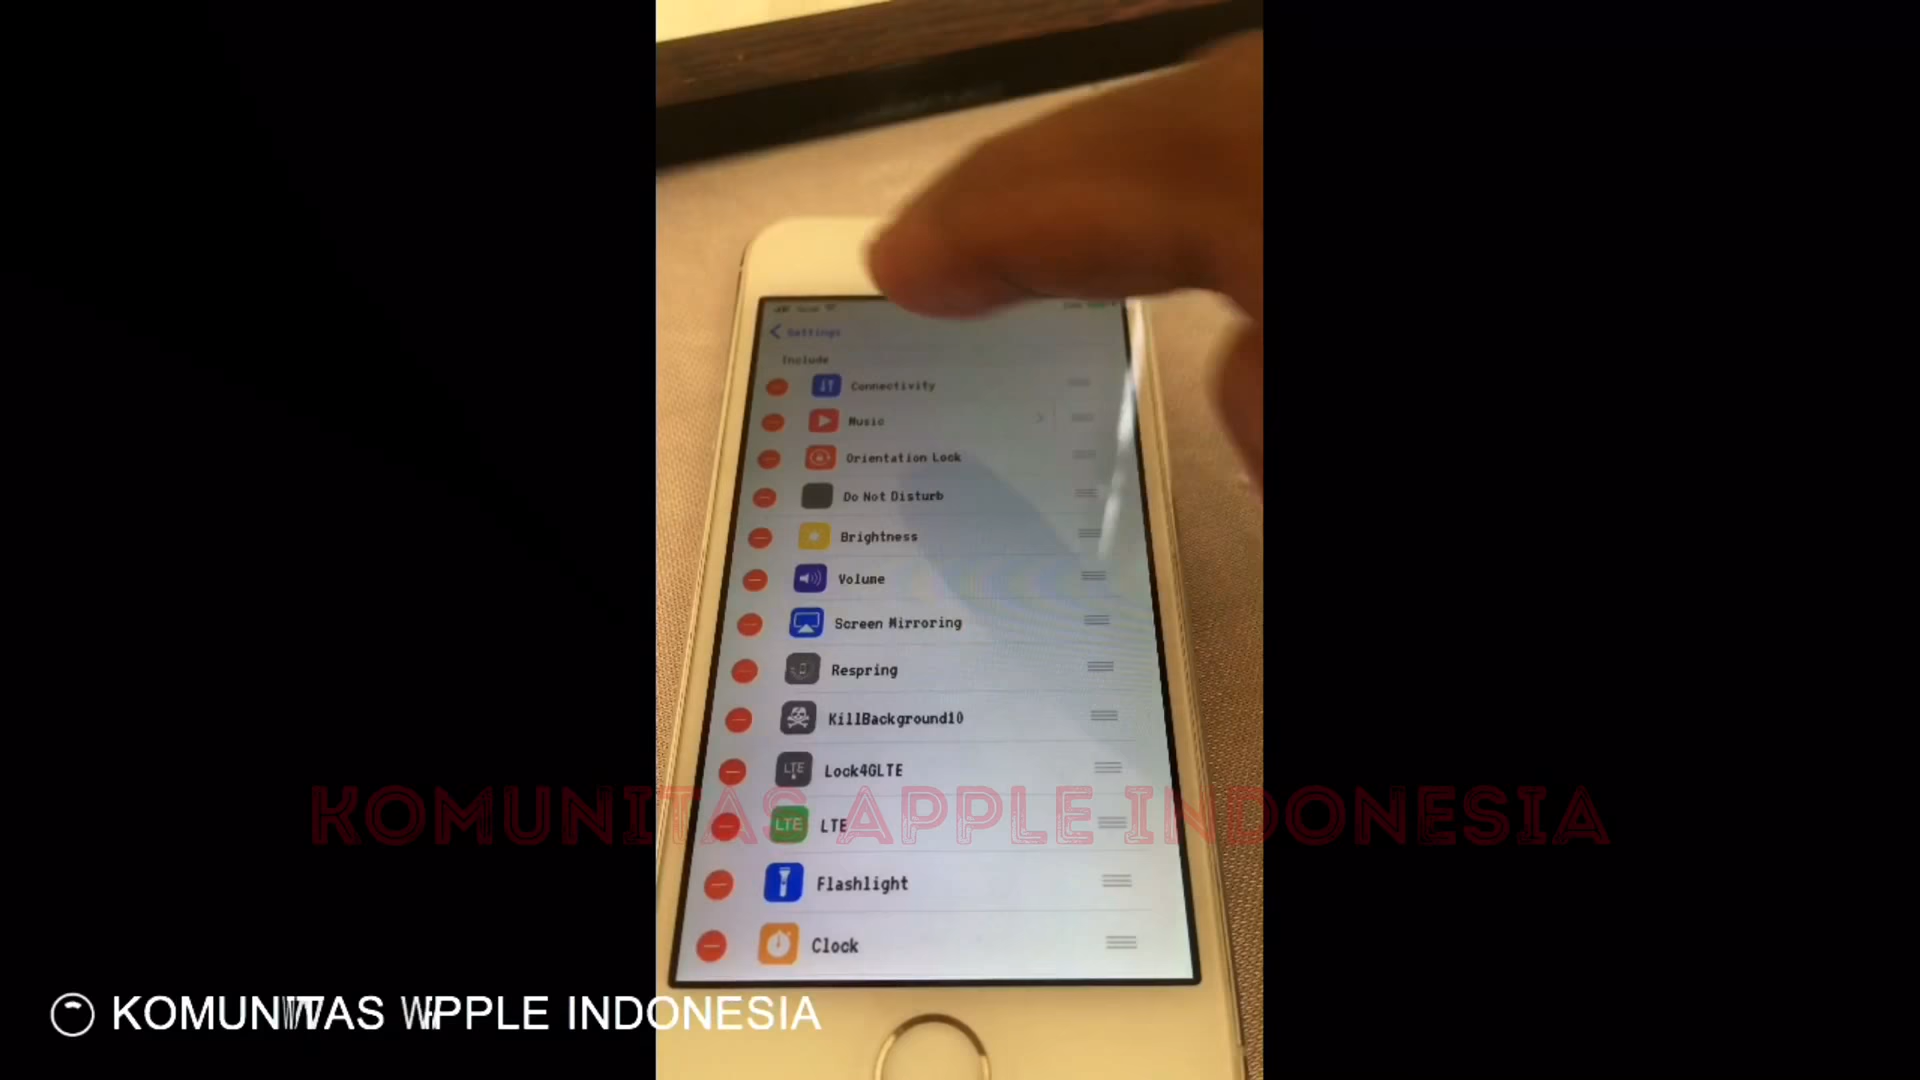 Settings
Include
Connectivity
Music
Orientation Lock
Do Not Disturb
Brightness
Volume
Screen Mirroring
Respring
KillBackground10
Lock4GLTE
LTE
LTE
LTE
Flashlight
Clock
KOMUNITAS APPLE INDONESIA
KOMUNITAS APPLE INDONESIA